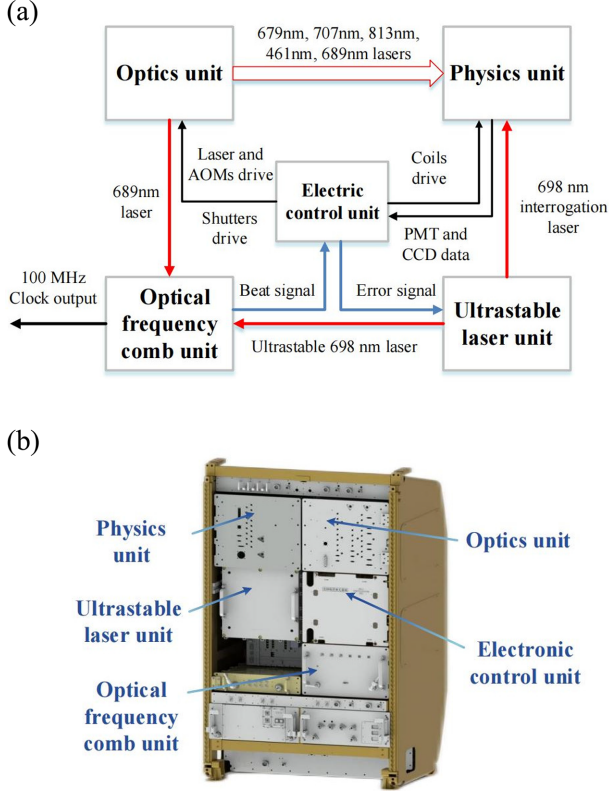 (a)
679nm, 707nm, 813nm,
461nm, 689nm lasers
Optics unit
Physics unit
Laser and
AOMs drive
Shutters
drive
Coils
drive
Electric
control unit
PMT and
CCD data
689nm
laser
698 nm
interrogation
laser
100 MHz
Clock output
Optical
frequency
comb unit
Beat signal
Error signal
Ultrastable
laser unit
Ultrastable 698 nm laser
(b)
Physics
unit
Optics unit
Ultrastable
laser unit
Electronic
control unit
Optical
frequency
comb unit